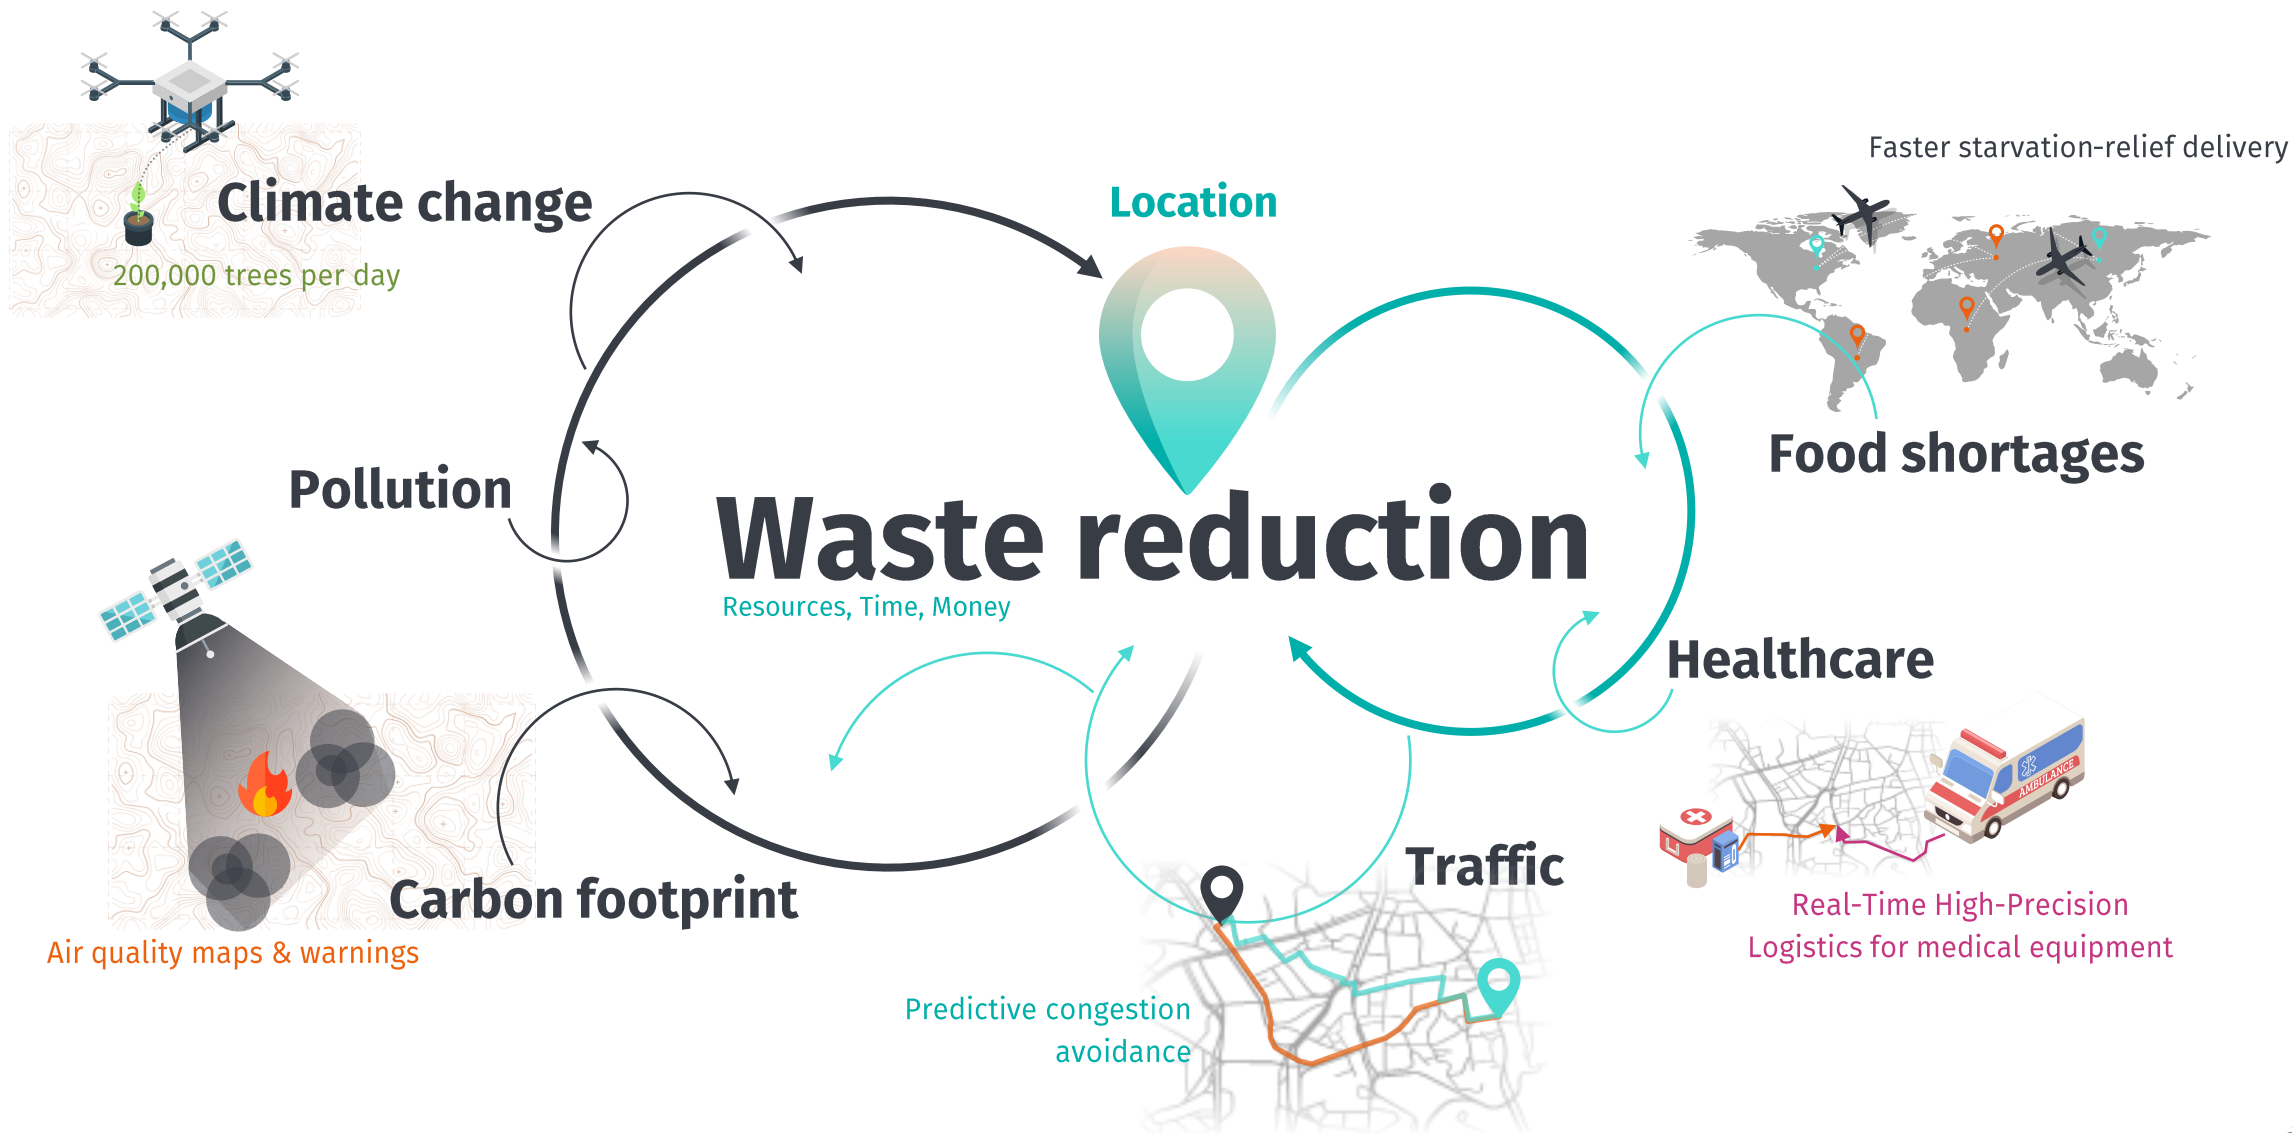 Faster starvation-relief delivery
Climate change
200,000 trees per day
Location
Food shortages
Pollution
Waste reduction
Resources, Time, Money
Healthcare
AMBULANCE
Traffic
Carbon footprint
Real-Time High-Precision
Logistics for medical equipment
Air quality maps & warnings
Predictive congestion
avoidance